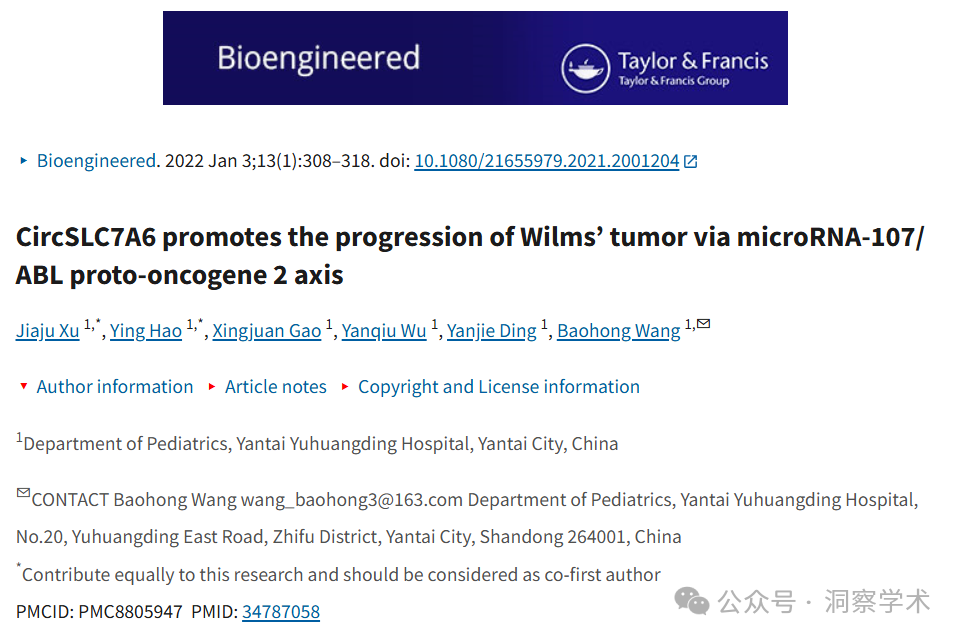 Bioengineered
Taylor & Francis
Taylor & Francis Group
Bioengineered. 2022 Jan 3;13(1):308–318. doi: 10.1080/21655979.2021.2001204
CircSLC7A6 promotes the progression of Wilms’ tumor via microRNA-107/
ABL proto-oncogene 2 axis
Jiaju Xu 1,*, Ying Hao 1,*, Xingjuan Gao 1, Yanqiu Wu 1, Yanjie Ding 1, Baohong Wang 1,✉
Author information Article notes Copyright and License information
1Department of Pediatrics, Yantai Yuhuangding Hospital, Yantai City, China
✉CONTACT Baohong Wang wang_baohong3@163.com Department of Pediatrics, Yantai Yuhuangding Hospital,
No.20, Yuhuangding East Road, Zhifu District, Yantai City, Shandong 264001, China
*Contribute equally to this research and should be considered as co-first author
PMCID: PMC8805947 PMID: 34787058
公众号 · 洞察学术